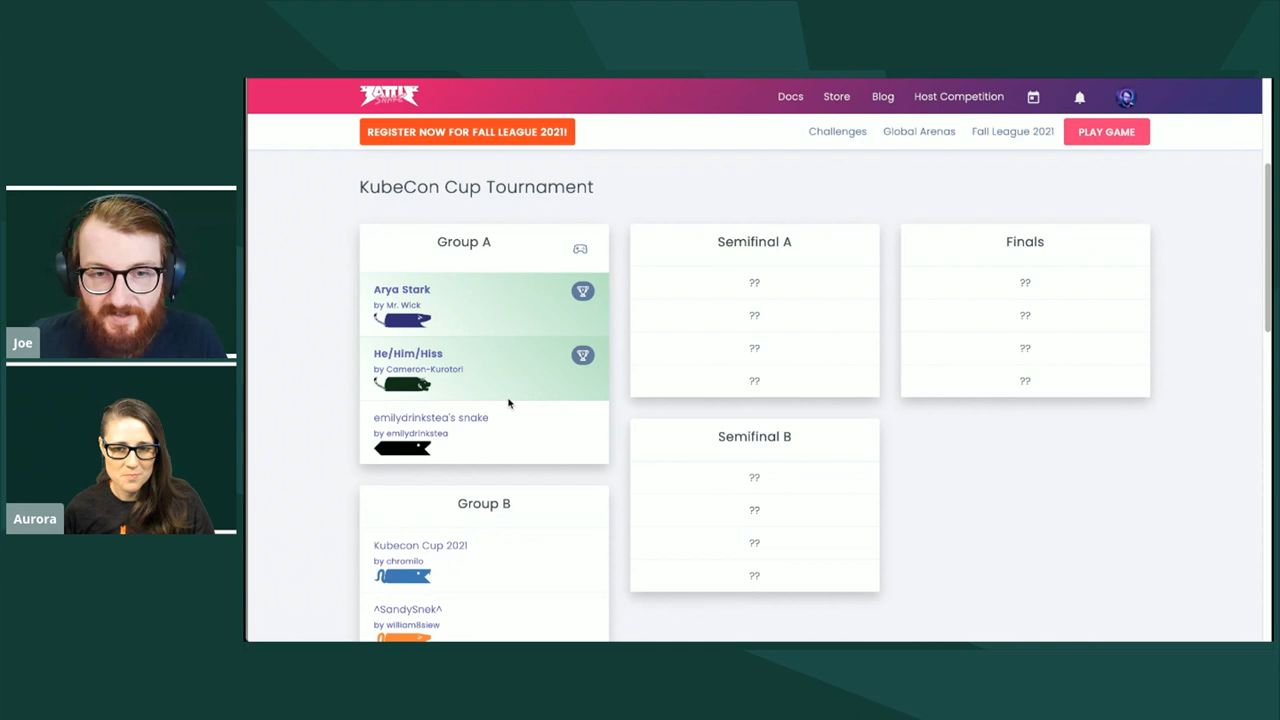 BATTLE
SNAKE
Docs
Store
Blog
Host Competition
REGISTER NOW FOR FALL LEAGUE 2021!
Challenges
Global Arenas
Fall League 2021
PLAY GAME
KubeCon Cup Tournament
Group A
Arya Stark
by Mr. Wick
He/Him/Hiss
by Cameron-Kurotori
emilydrinkstea's snake
by emilydrinkstea
Group B
Kubecon Cup 2021
by chromilo
^SandySnek^
by william8siew
Semifinal A
??
??
??
??
Semifinal B
??
??
??
??
Finals
??
??
??
??
Joe
Aurora